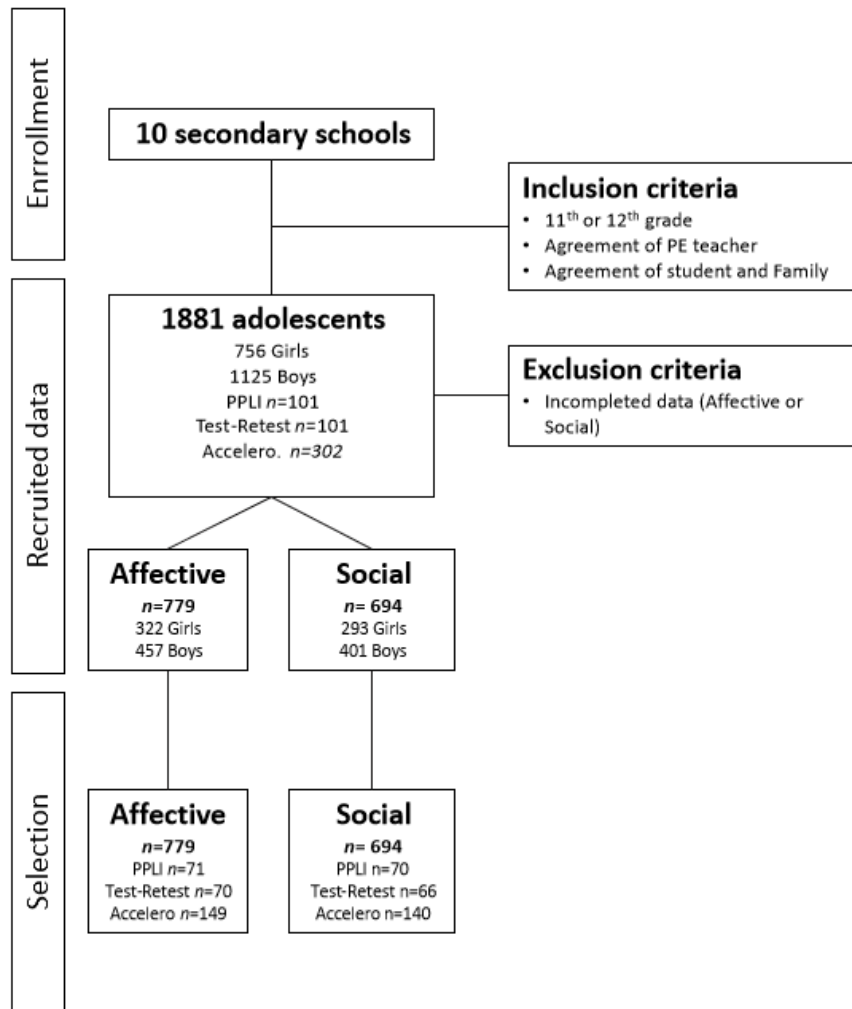 Enrrollment
10 secondary schools
Inclusion criteria
• 11th or 12th grade
• Agreement of PE teacher
• Agreement of student and Family
Recruited data
1881 adolescents
756 Girls
1125 Boys
PPLI n=101
Test-Retest n=101
Accelero. n=302
Exclusion criteria
• Incompleted data (Affective or
Social)
Affective
n=779
322 Girls
457 Boys
Social
n= 694
293 Girls
401 Boys
Selection
Affective
n=779
PPLI n=71
Test-Retest n=70
Accelero n=149
Social
n= 694
PPLI n=70
Test-Retest n=66
Accelero n=140